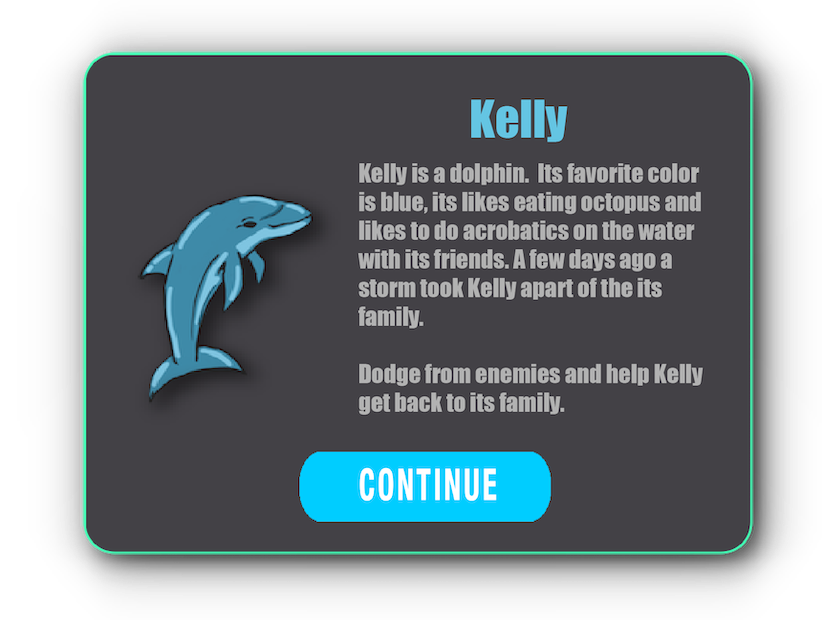 Kelly
Kelly is a dolphin.  Its favorite color
is blue, its likes eating octopus and
likes to do acrobatics on the water
with its friends. A few days ago a
storm took Kelly apart of the its
family.
Dodge from enemies and help Kelly
get back to its family.
CONTINUE